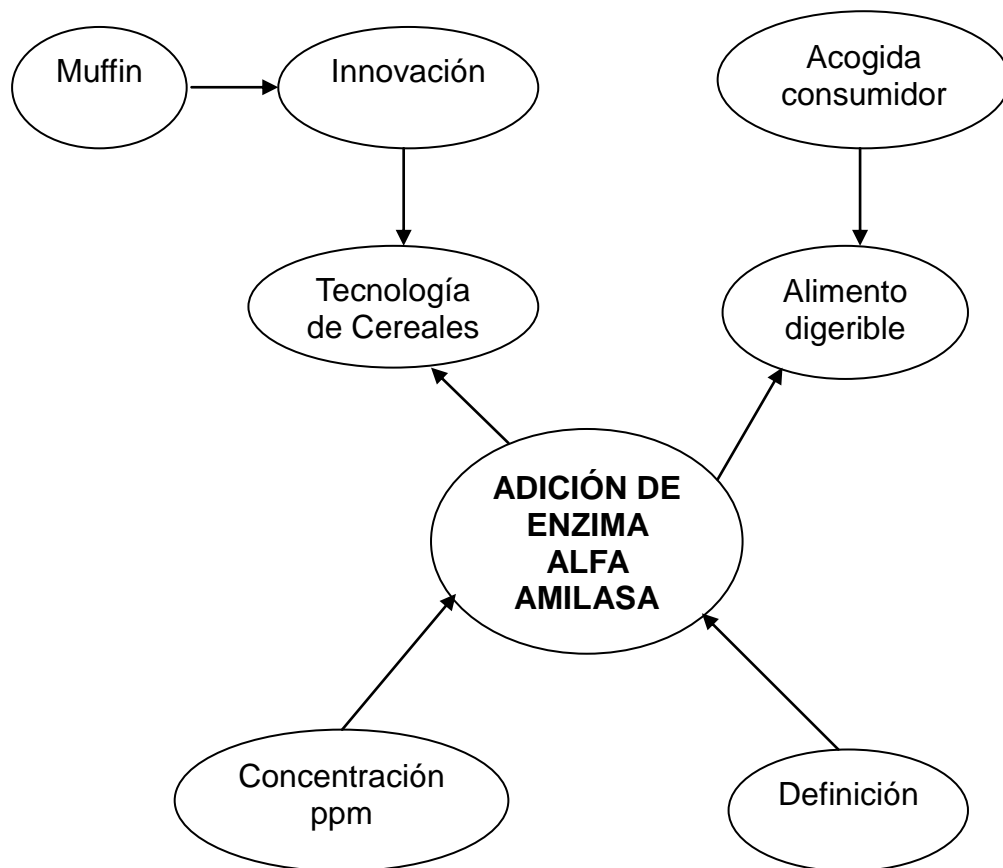 Muffin
Innovación
Acogida
consumidor
Tecnología
de Cereales
Alimento
digerible
ADICIÓN DE
ENZIMA
ALFA
AMILASA
Concentración
ppm
Definición